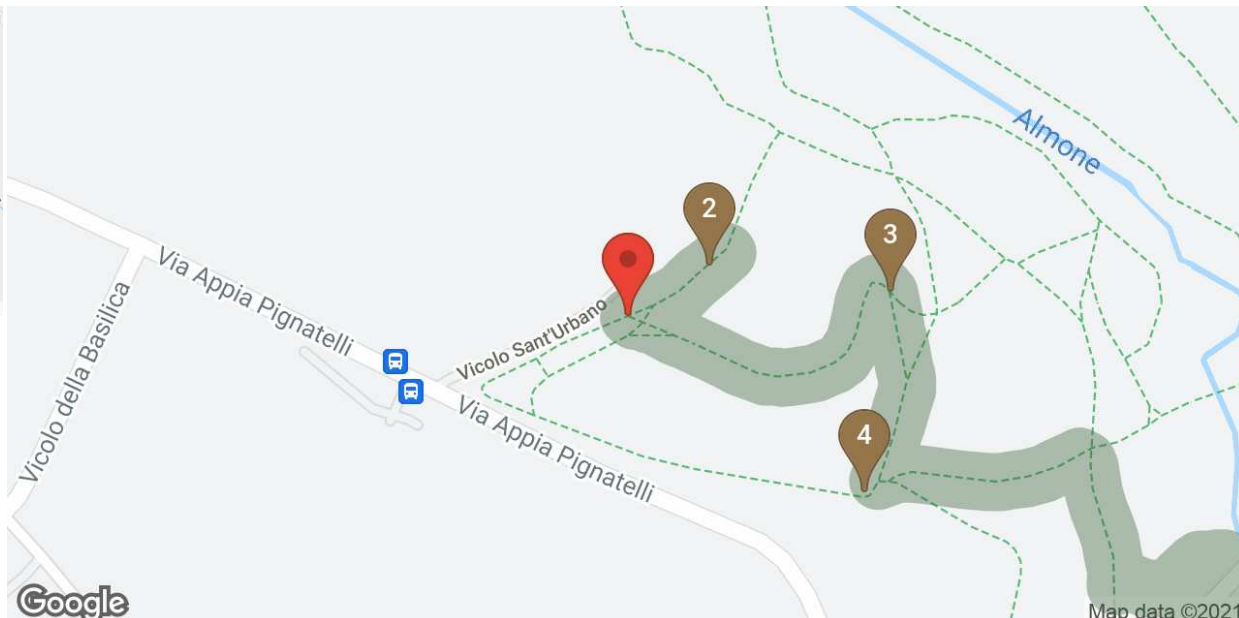 Almone
2
3
Via Appia Pignatelli
Vicolo Sant'Urbano
Vicolo della Basilica
Via Appia Pignatelli
4
Google
Map data ©2021